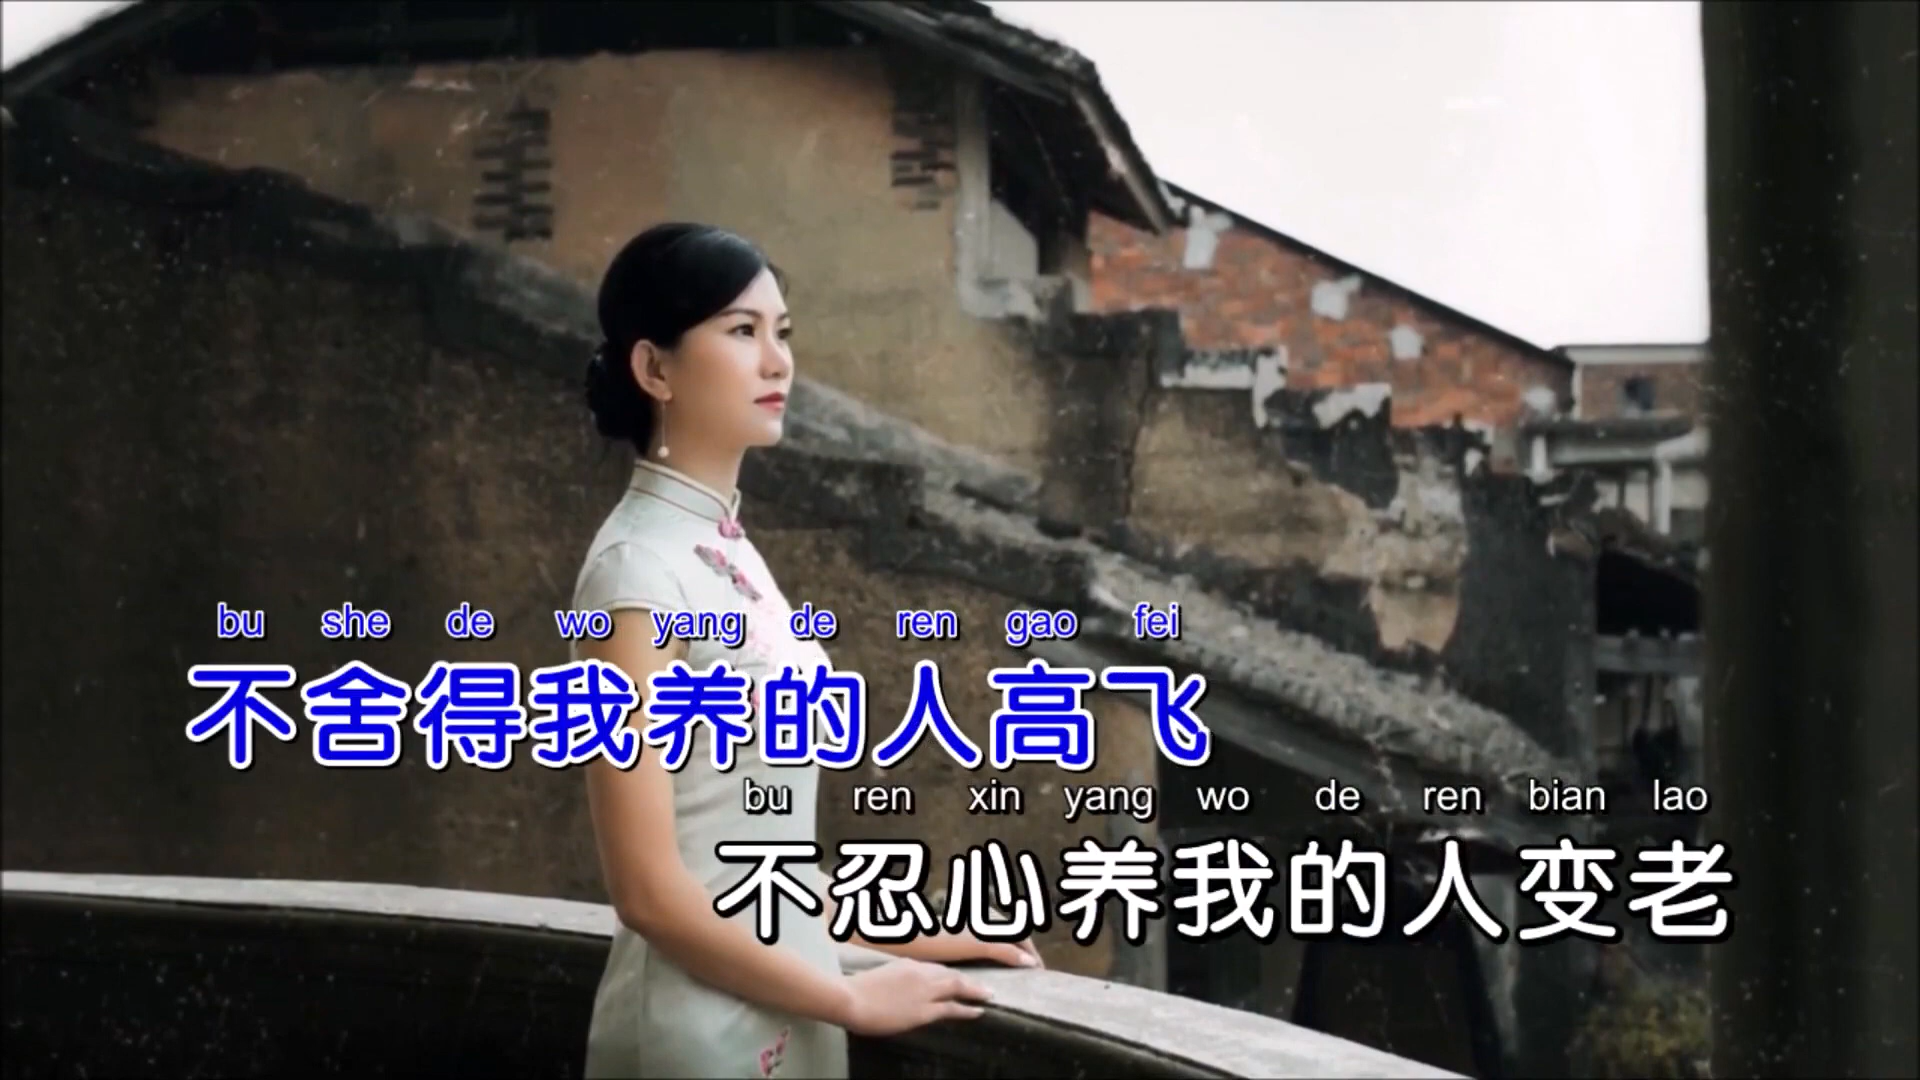 bu she de wo yang de ren gao fei
不舍得我养的人高飞
bu ren xin yang wo de ren bian lao
不忍心养我的人变老